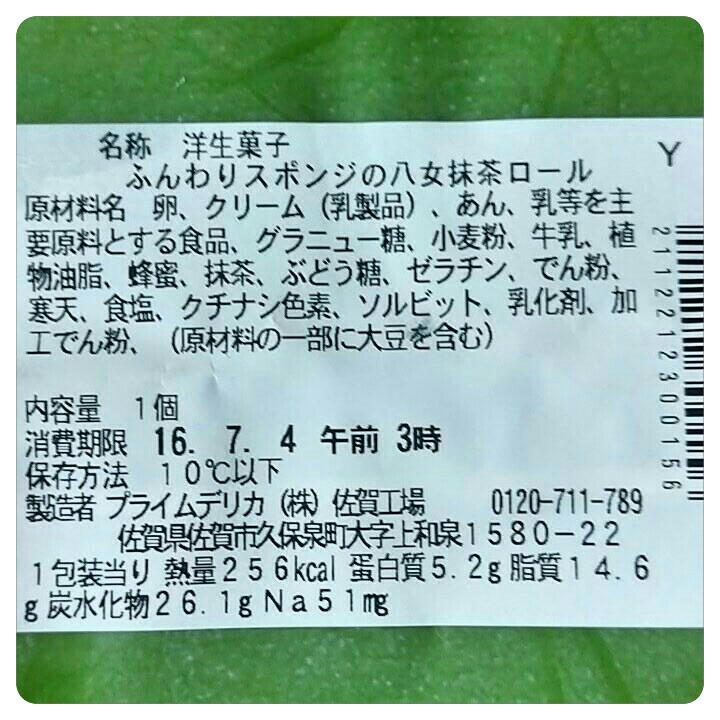 名称　洋生菓子
ふんわりスポンジの八女抹茶ロール
Y
原材料名　卵、クリーム（乳製品）、あん、乳等を主
要原料とする食品、グラニュー糖、小麦粉、牛乳、植
物油脂、蜂蜜、抹茶、ぶどう糖、ゼラチン、でん粉、
寒天、食塩、クチナシ色素、ソルビット、乳化剤、加
工でん粉、（原材料の一部に大豆を含む）
2112212300156
内容量　1個
消費期限　16. 7. 4 午前 3時
保存方法　１０℃以下
製造者 プライムデリカ（株）佐賀工場　0120-711-789
佐賀県佐賀市久保泉町大字上和泉１５８０－２２
１包装当り 熱量２５６kcal 蛋白質５.２g 脂質１４.６
g 炭水化物２６.１g Ｎａ５１mg